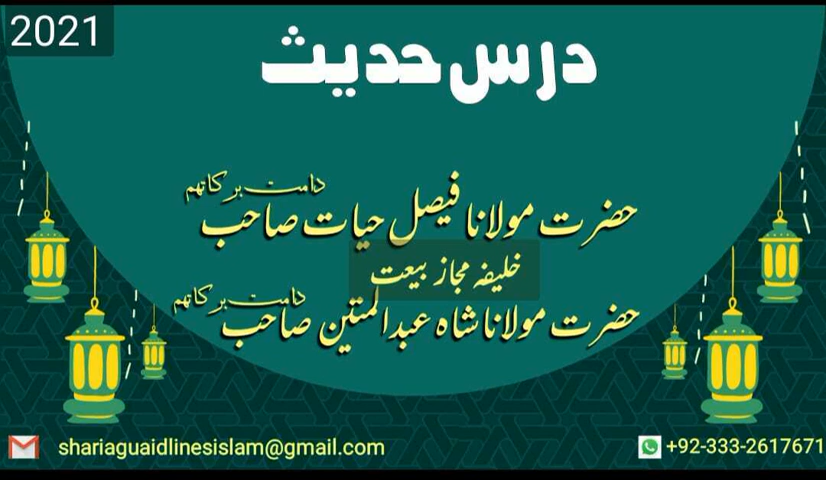 2021
درس حدیث
حضرت مولانا فیصل حیات صاحب دامت برکاتہم
خلیفہ مجاز بیعت
حضرت مولانا شاہ عبدالمتین صاحب دامت برکاتہم
shariaguaidlinesislam@gmail.com
+92-333-2617671